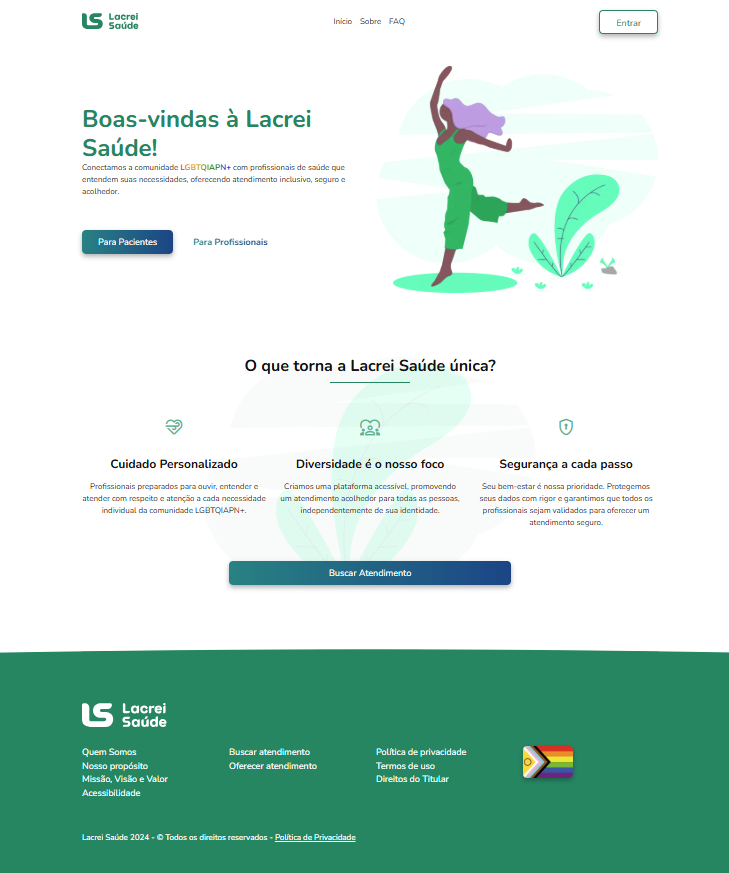 Lacrei
Saúde
Início Sobre FAQ
Entrar
Boas-vindas à Lacrei
Saúde!
Conectamos a comunidade LGBTQIAPN+ com profissionais de saúde que
entendem suas necessidades, oferecendo atendimento inclusivo, seguro e
acolhedor.
Para Pacientes
Para Profissionais
O que torna a Lacrei Saúde única?
Cuidado Personalizado
Profissionais preparados para ouvir, entender e
atender com respeito e atenção a cada necessidade
individual da comunidade LGBTQIAPN+.
Diversidade é o nosso foco
Criamos uma plataforma acessível, promovendo
um atendimento acolhedor para todas as pessoas,
independentemente de sua identidade.
Segurança a cada passo
Seu bem-estar é nossa prioridade. Protegemos
seus dados com rigor e garantimos que todos os
profissionais sejam validados para oferecer um
atendimento seguro.
Buscar Atendimento
Lacrei
Saúde
Quem Somos
Nosso propósito
Missão, Visão e Valor
Acessibilidade
Buscar atendimento
Oferecer atendimento
Política de privacidade
Termos de uso
Direitos do Titular
Lacrei Saúde 2024 - © Todos os direitos reservados - Política de Privacidade